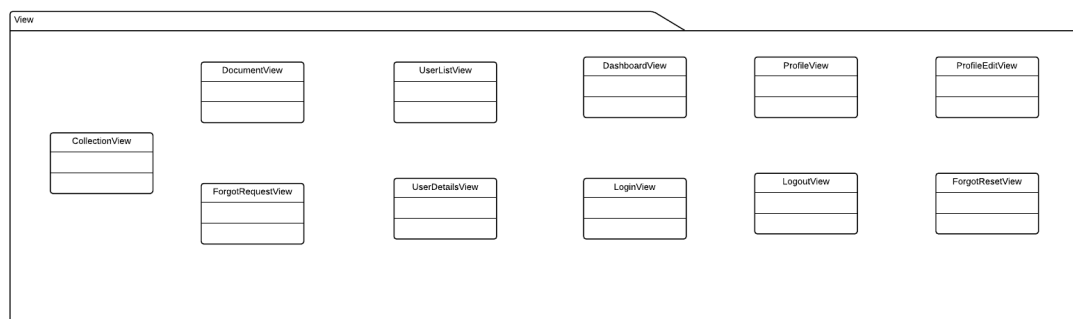 View
DocumentView
UserListView
DashboardView
ProfileView
ProfileEditView
CollectionView
ForgotRequestView
UserDetailsView
LoginView
LogoutView
ForgotResetView